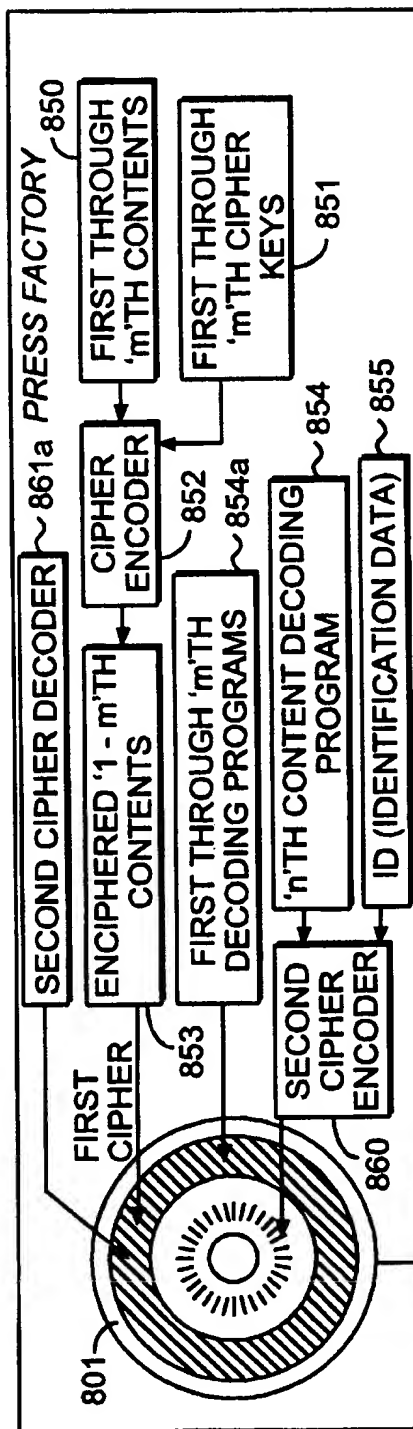 PRESS FACTORY
850
FIRST THROUGH
'm'TH CONTENTS
FIRST THROUGH
'm'TH CIPHER
KEYS
851
CIPHER
ENCODER
852
861a
SECOND CIPHER DECODER
ENCIPHERED '1 - m'TH
CONTENTS
853
FIRST
CIPHER
854a
FIRST THROUGH 'm'TH
DECODING PROGRAMS
854
'n'TH CONTENT DECODING
PROGRAM
855
ID (IDENTIFICATION DATA)
SECOND
CIPHER
ENCODER
860
801